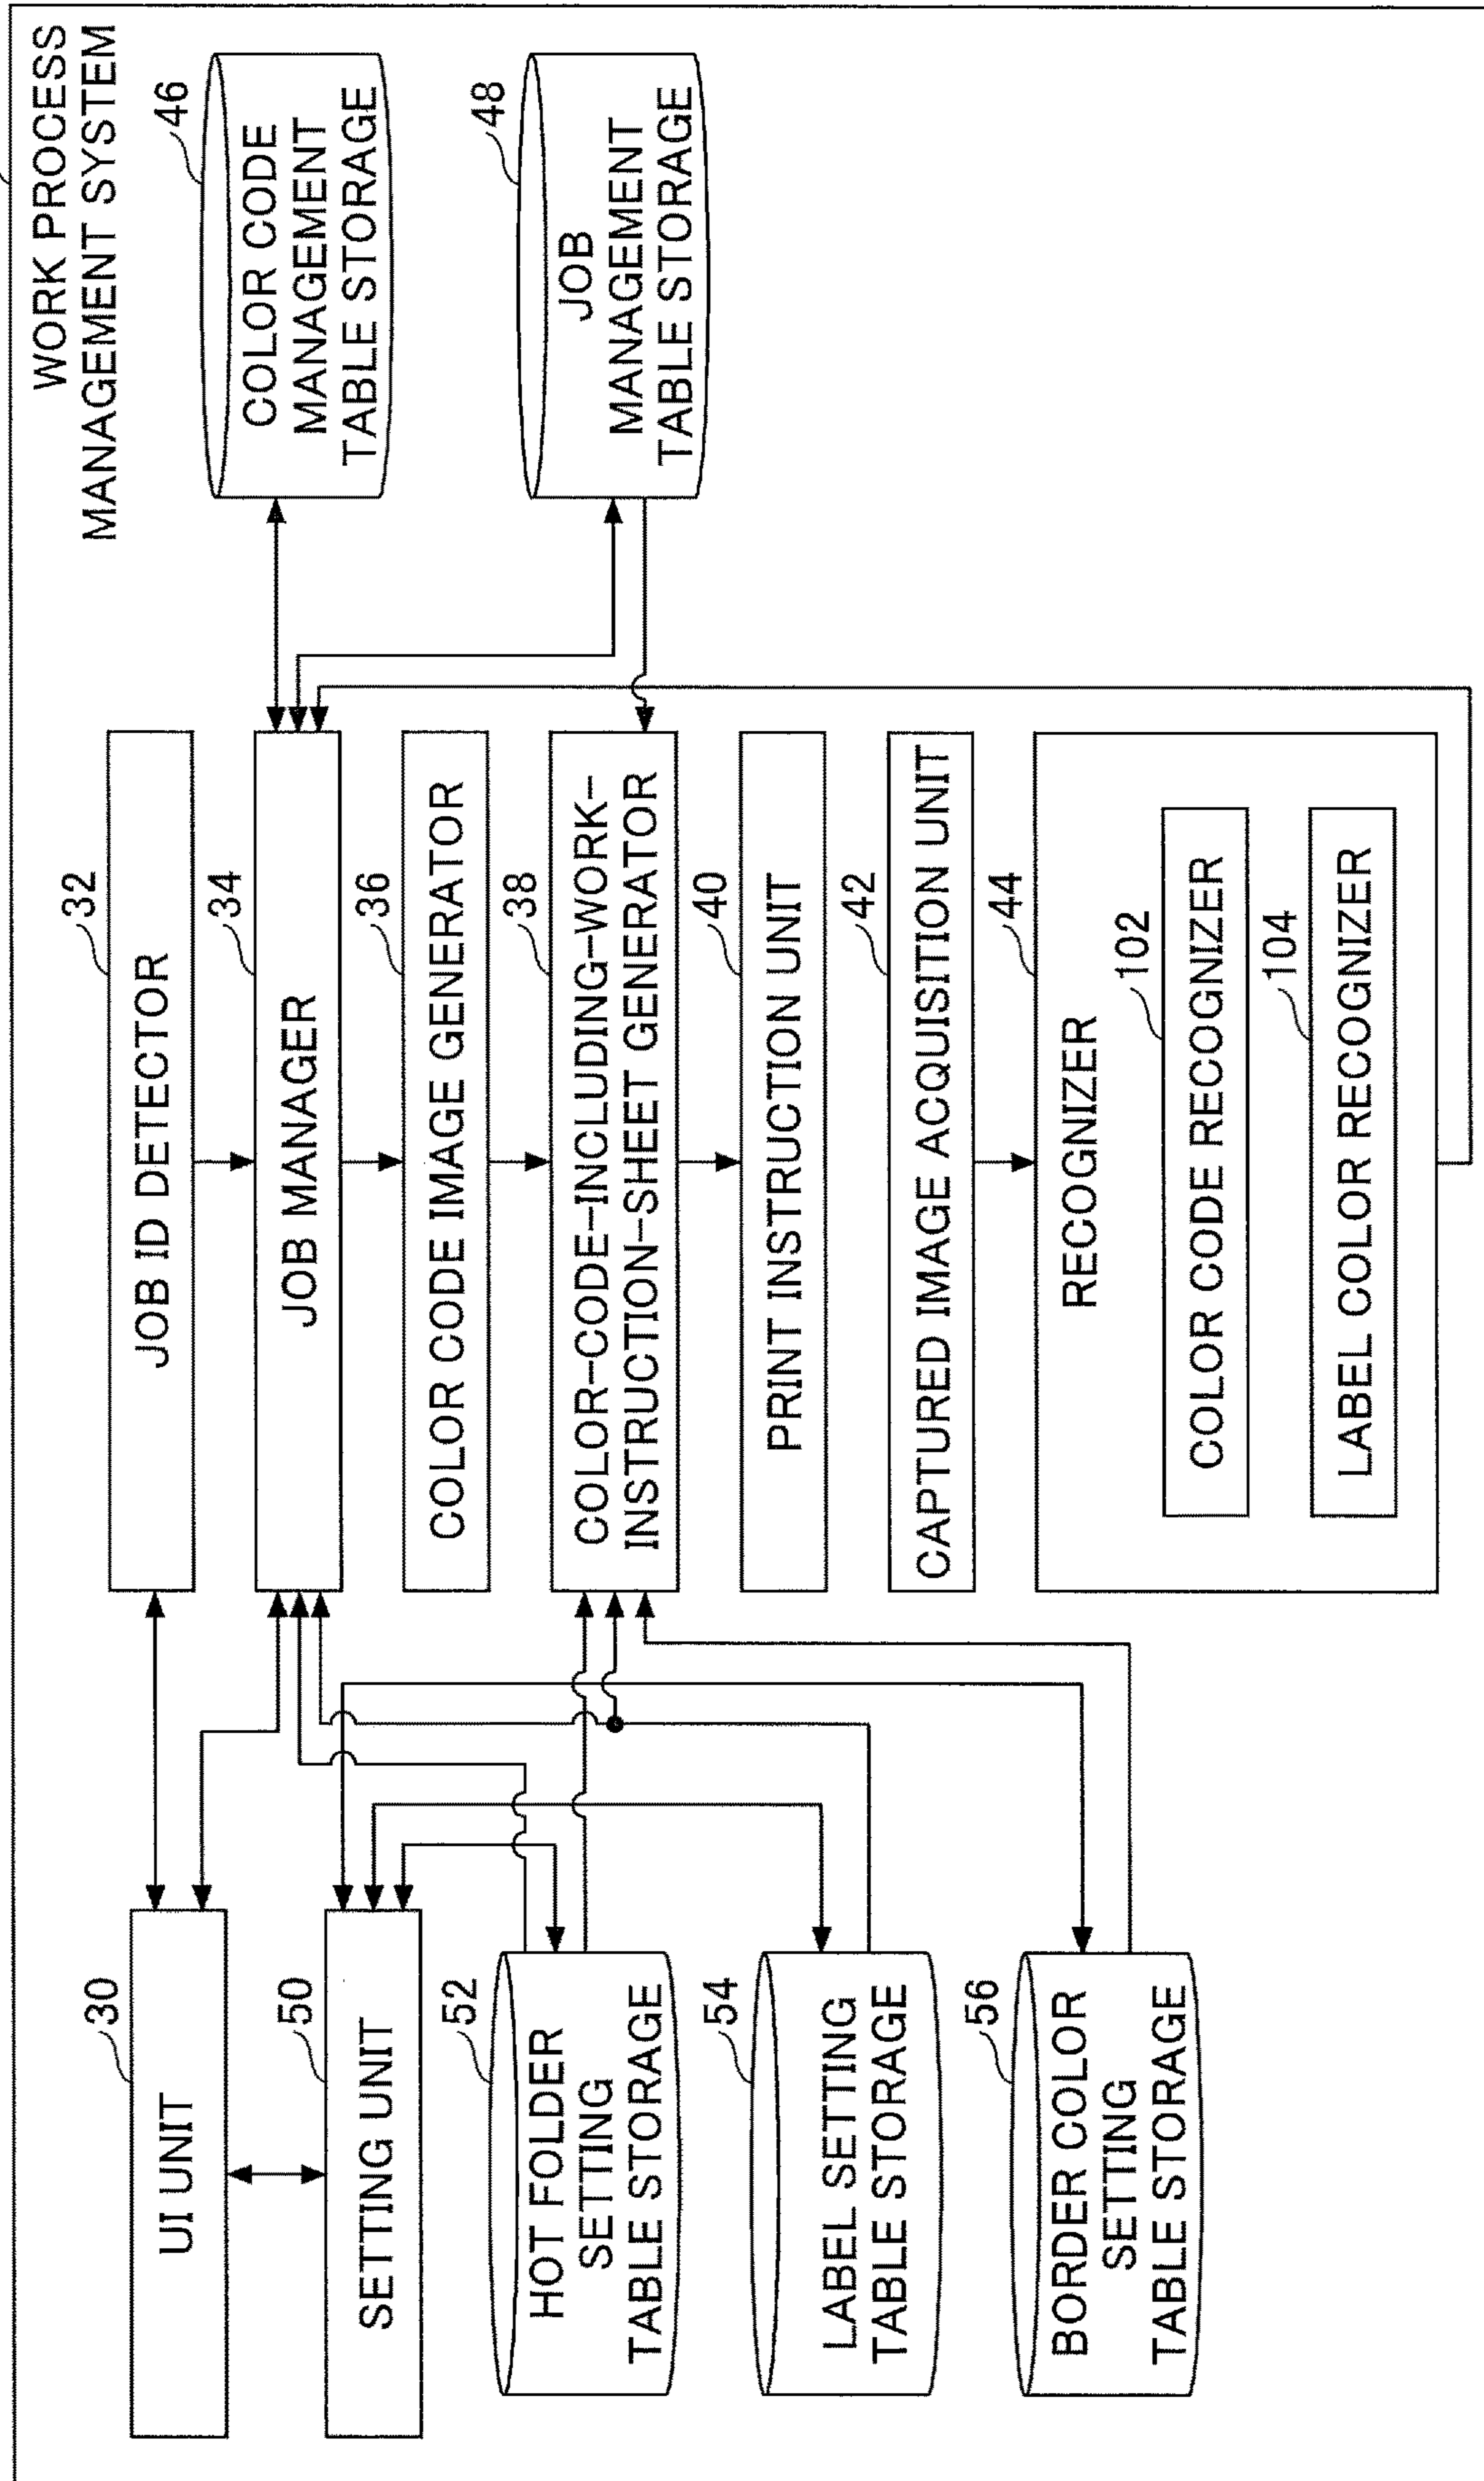 WORK PROCESS
MANAGEMENT SYSTEM
30
UI UNIT
50
SETTING UNIT
52
HOT FOLDER
SETTING
TABLE STORAGE
54
LABEL SETTING
TABLE STORAGE
56
BORDER COLOR
SETTING
TABLE STORAGE
32
JOB ID DETECTOR
34
JOB MANAGER
36
COLOR CODE IMAGE GENERATOR
38
COLOR-CODE-INCLUDING-WORK-
INSTRUCTION-SHEET GENERATOR
40
PRINT INSTRUCTION UNIT
42
CAPTURED IMAGE ACQUISITION UNIT
44
RECOGNIZER
102
COLOR CODE RECOGNIZER
104
LABEL COLOR RECOGNIZER
46
COLOR CODE
MANAGEMENT
TABLE STORAGE
48
JOB
MANAGEMENT
TABLE STORAGE